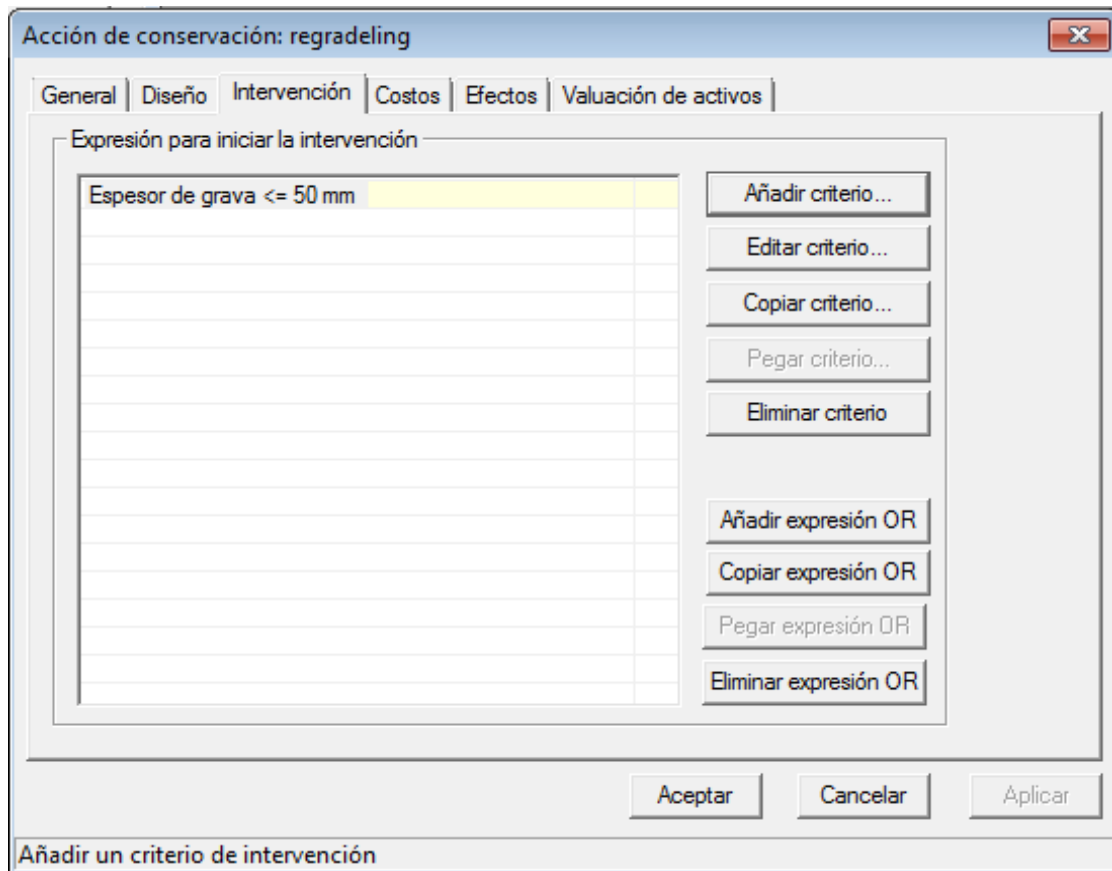 Acción de conservación: regradeling
General Diseño Intervención Costos Efectos Valuación de activos
Expresión para iniciar la intervención
Espesor de grava <= 50 mm
Añadir criterio...
Editar criterio...
Copiar criterio...
Pegar criterio...
Eliminar criterio
Añadir expresión OR
Copiar expresión OR
Pegar expresión OR
Eliminar expresión OR
Aceptar Cancelar Aplicar
Añadir un criterio de intervención